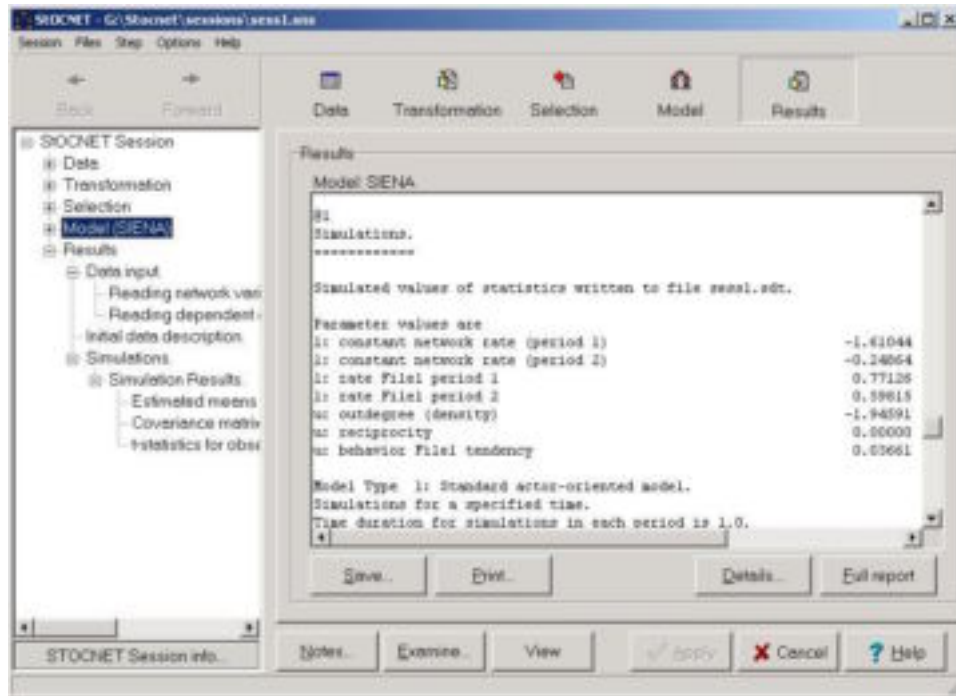 StOCNET - G:\Stocnet\sessions\sess1.sns
Session Files Step Options Help
Back Forward Data Transformation Selection Model Results
StOCNET Session
Data
Transformation
Selection
Model (SIENA)
Results
Data input
Reading network vari
Reading dependent
Initial data description
Simulations
Simulation Results
Estimated means
Covariance matrix
t-statistics for obse
Results
Model: SIENA
@1
Simulations.
============
Simulated values of statistics written to file sess1.sdt.
Parameter values are
1: constant network rate (period 1) -1.61044
1: constant network rate (period 2) -0.24864
1: rate File1 period 1 0.77126
1: rate File1 period 2 0.59815
u: outdegree (density) -1.94591
u: reciprocity 0.00000
u: behavior File1 tendency 0.03661
Model Type 1: Standard actor-oriented model.
Simulations for a specified time.
Time duration for simulations in each period is 1.0.
Save... Print... Details... Full report
STOCNET Session info... Notes... Examine... View Apply Cancel Help